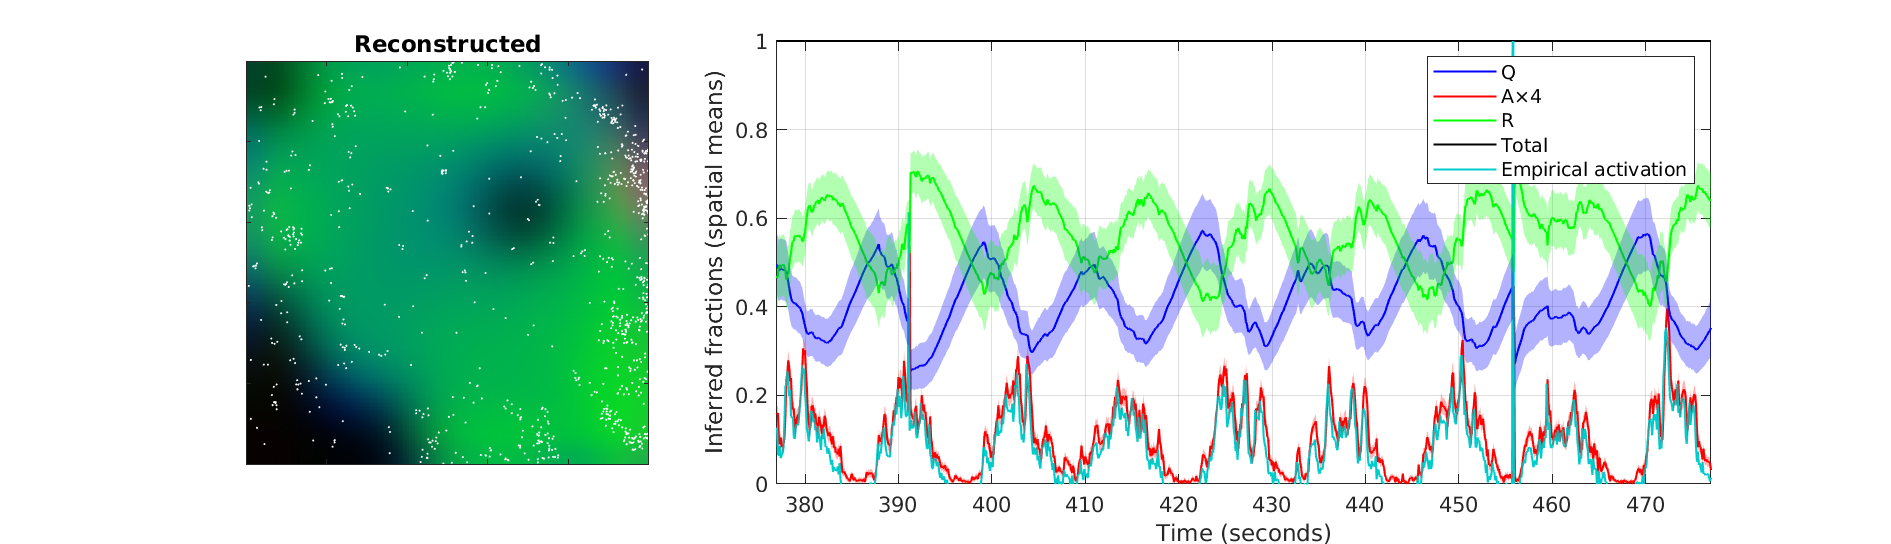 Reconstructed
Inferred fractions (spatial means)
1
0.8
0.6
0.4
0.2
0
Q
A×4
R
Total
Empirical activation
380 390 400 410 420 430 440 450 460 470
Time (seconds)